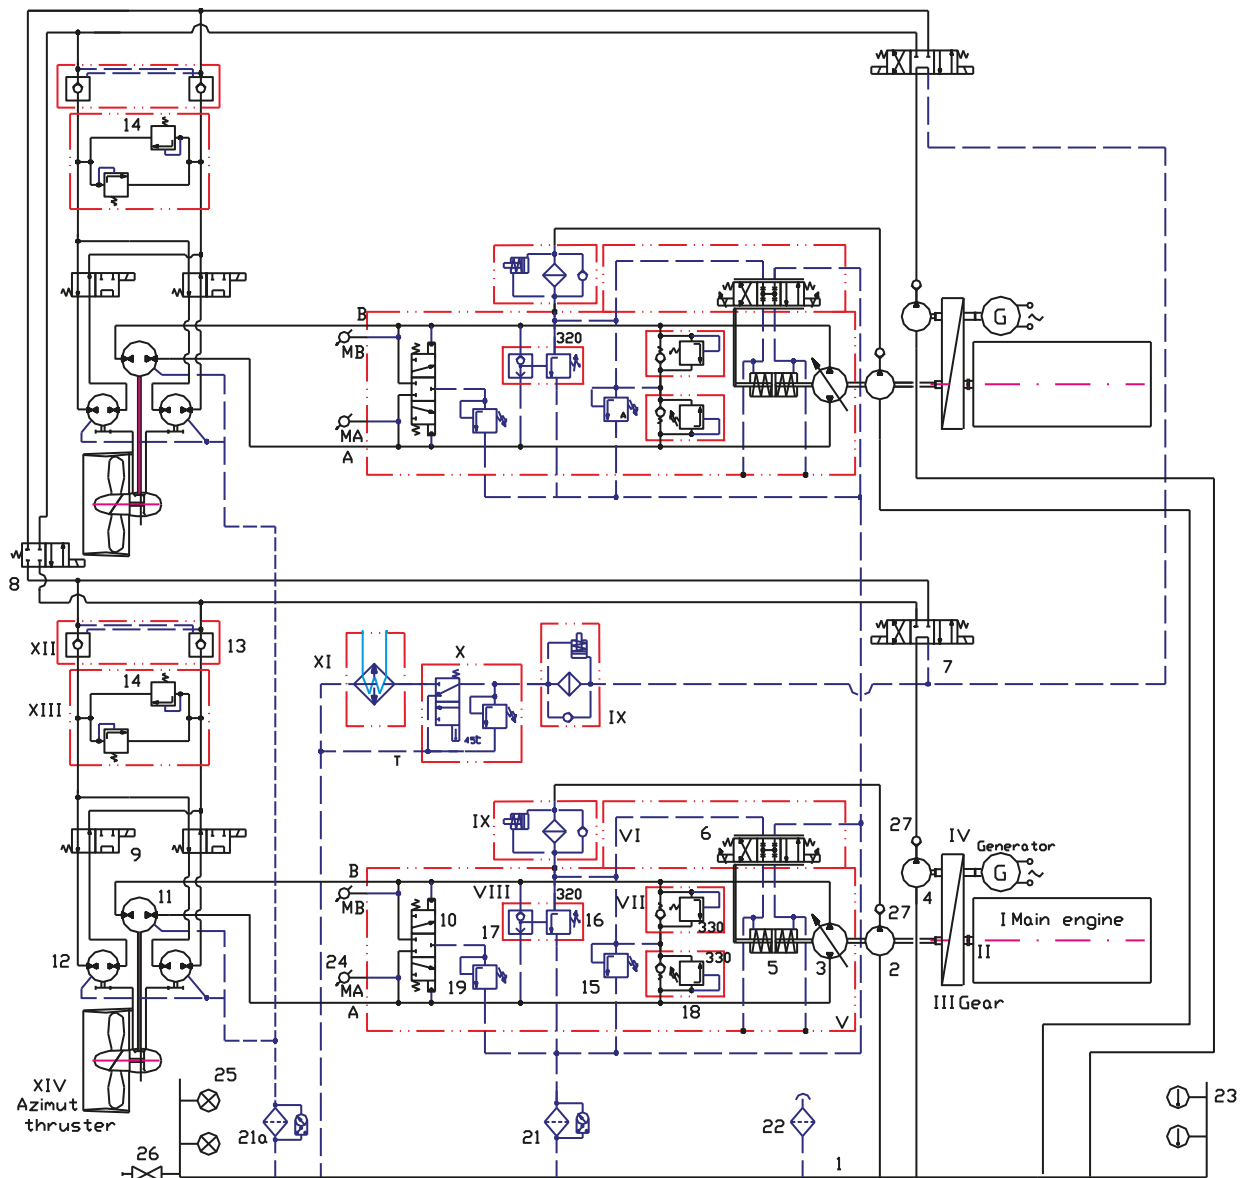 14
B
320
MB
G
A
MA
A
8
XII
13
XI
X
7
14
XIII
IX
45°C
T
27
IV
IX
VI
6
Generator
9
B
G
VIII
320
VII
4
MB
11
10
16
27
I Main engine
17
330
12
24
330
II
19
15
5
3
2
MA
A
18
III Gear
V
XIV
Azimut
thruster
25
23
21a
21
22
26
1